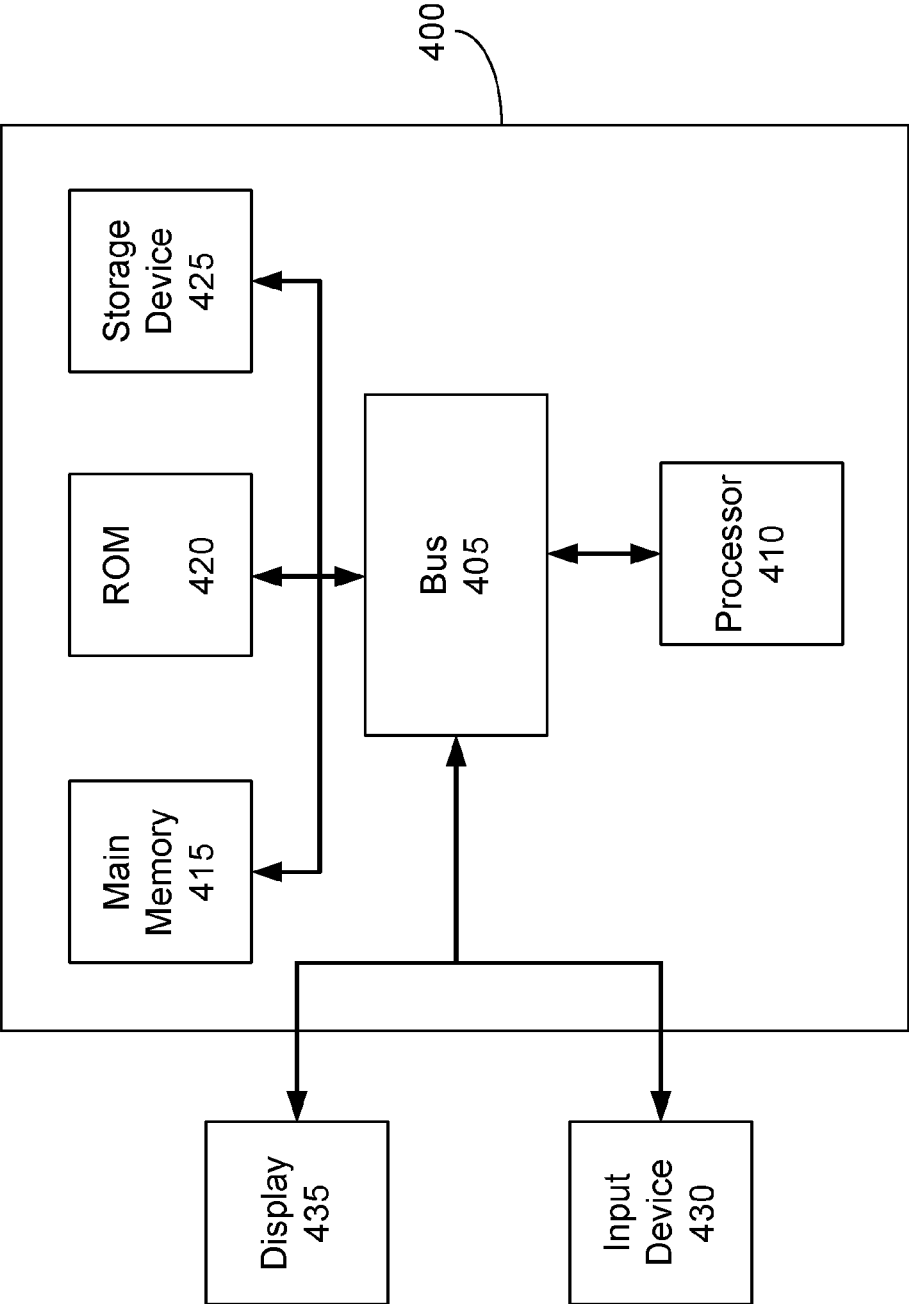 400
Storage
Device
425
ROM
420
Main
Memory
415
Bus
405
Processor
410
Display
435
Input
Device
430